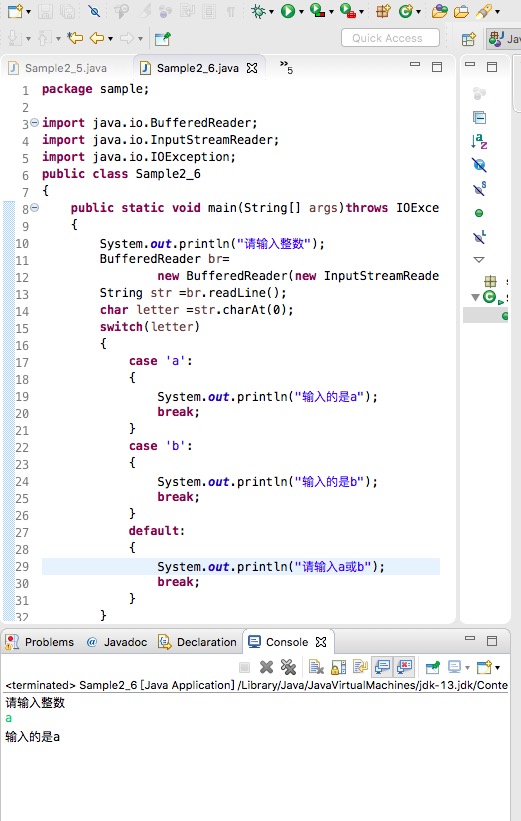 Quick Access
Jav
Sample2_5.java
Sample2_6.java
5
1 package sample;
2
3 import java.io.BufferedReader;
4 import java.io.InputStreamReader;
5 import java.io.IOException;
6 public class Sample2_6
7 {
8 public static void main(String[] args)throws IOExce
9 {
10 System.out.println("请输入整数");
11 BufferedReader br=
12 new BufferedReader(new InputStreamReade
13 String str =br.readLine();
14 char letter =str.charAt(0);
15 switch(letter)
16 {
17 case 'a':
18 {
19 System.out.println("输入的是a");
20 break;
21 }
22 case 'b':
23 {
24 System.out.println("输入的是b");
25 break;
26 }
27 default:
28 {
29 System.out.println("请输入a或b");
30 break;
31 }
32 }
Problems @ Javadoc Declaration Console
<terminated> Sample2_6 [Java Application] /Library/Java/JavaVirtualMachines/jdk-13.jdk/Conte
请输入整数
a
输入的是a